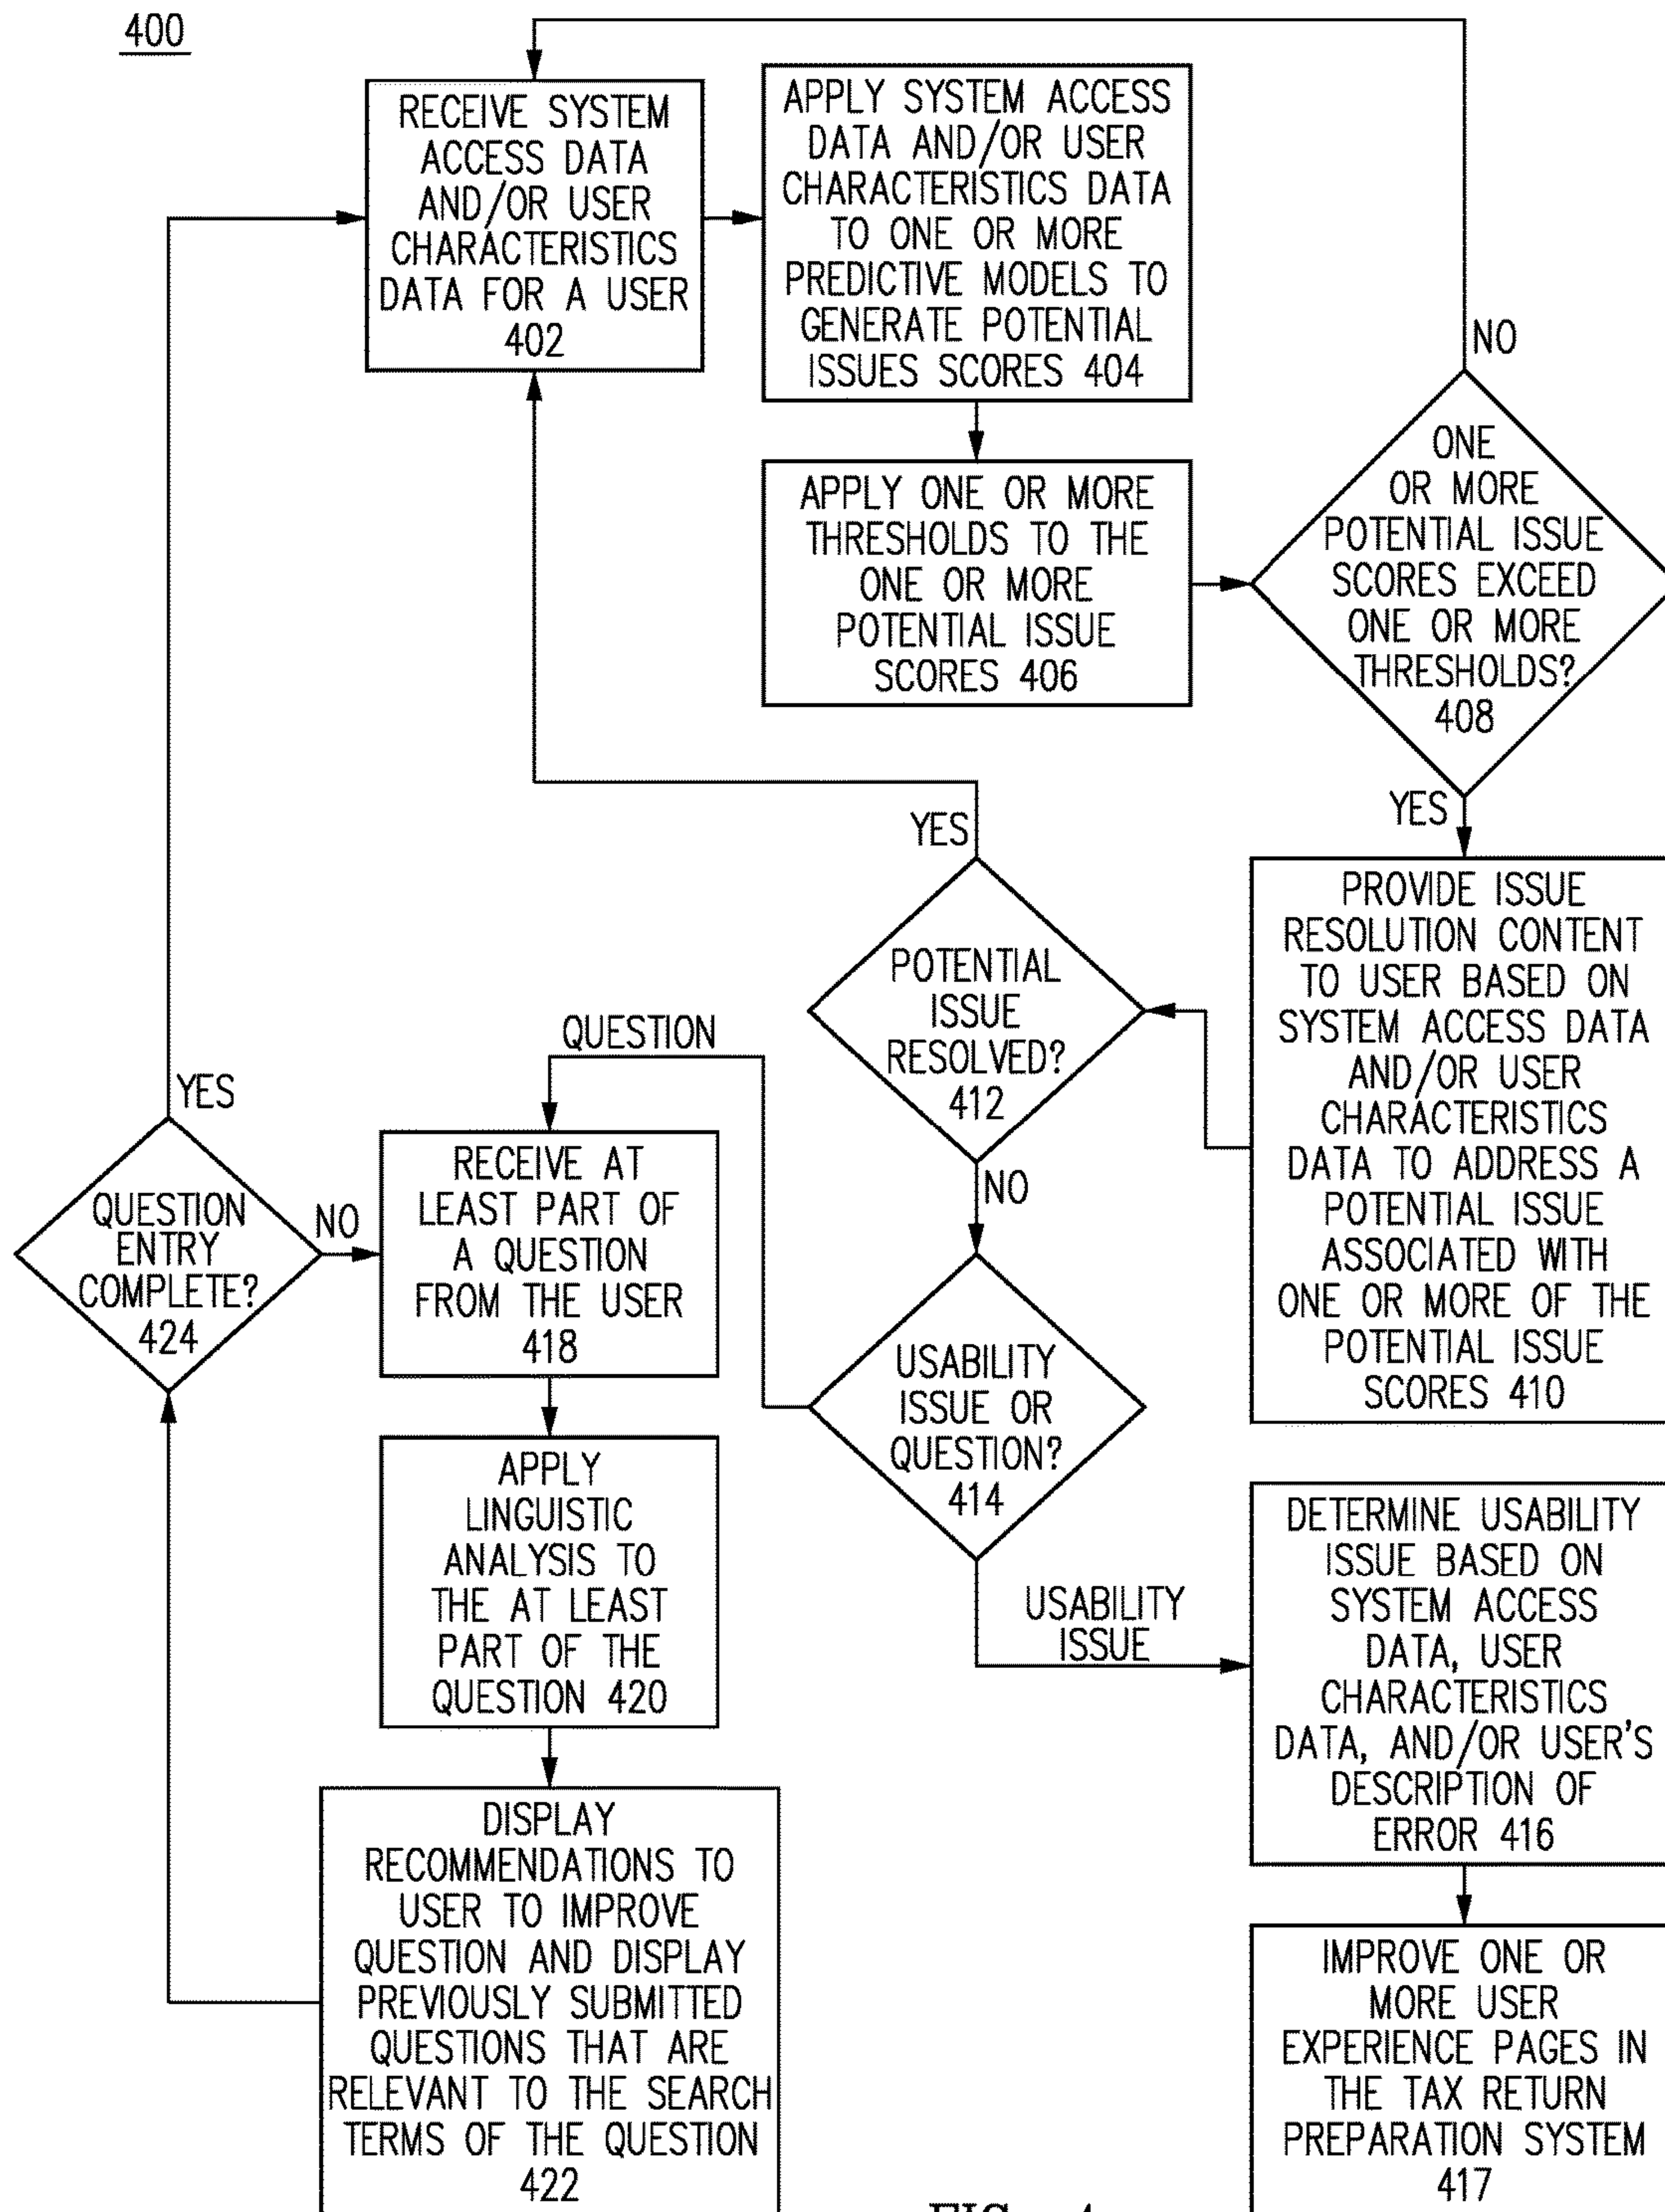 400
RECEIVE SYSTEM
ACCESS DATA
AND/OR USER
CHARACTERISTICS
DATA FOR A USER
402
APPLY SYSTEM ACCESS
DATA AND/OR USER
CHARACTERISTICS DATA
TO ONE OR MORE
PREDICTIVE MODELS TO
GENERATE POTENTIAL
ISSUES SCORES 404
APPLY ONE OR MORE
THRESHOLDS TO THE
ONE OR MORE
POTENTIAL ISSUE
SCORES 406
NO
ONE
OR MORE
POTENTIAL ISSUE
SCORES EXCEED
ONE OR MORE
THRESHOLDS?
408
YES
PROVIDE ISSUE
RESOLUTION CONTENT
TO USER BASED ON
SYSTEM ACCESS DATA
AND/OR USER
CHARACTERISTICS
DATA TO ADDRESS A
POTENTIAL ISSUE
ASSOCIATED WITH
ONE OR MORE OF THE
POTENTIAL ISSUE
SCORES 410
YES
POTENTIAL
ISSUE
RESOLVED?
412
NO
USABILITY
ISSUE OR
QUESTION?
414
QUESTION
USABILITY
ISSUE
DETERMINE USABILITY
ISSUE BASED ON
SYSTEM ACCESS
DATA, USER
CHARACTERISTICS
DATA, AND/OR USER'S
DESCRIPTION OF
ERROR 416
IMPROVE ONE OR
MORE USER
EXPERIENCE PAGES IN
THE TAX RETURN
PREPARATION SYSTEM
417
RECEIVE AT
LEAST PART OF
A QUESTION
FROM THE USER
418
APPLY
LINGUISTIC
ANALYSIS TO
THE AT LEAST
PART OF THE
QUESTION 420
DISPLAY
RECOMMENDATIONS TO
USER TO IMPROVE
QUESTION AND DISPLAY
PREVIOUSLY SUBMITTED
QUESTIONS THAT ARE
RELEVANT TO THE SEARCH
TERMS OF THE QUESTION
422
YES
QUESTION
ENTRY
COMPLETE?
424
NO